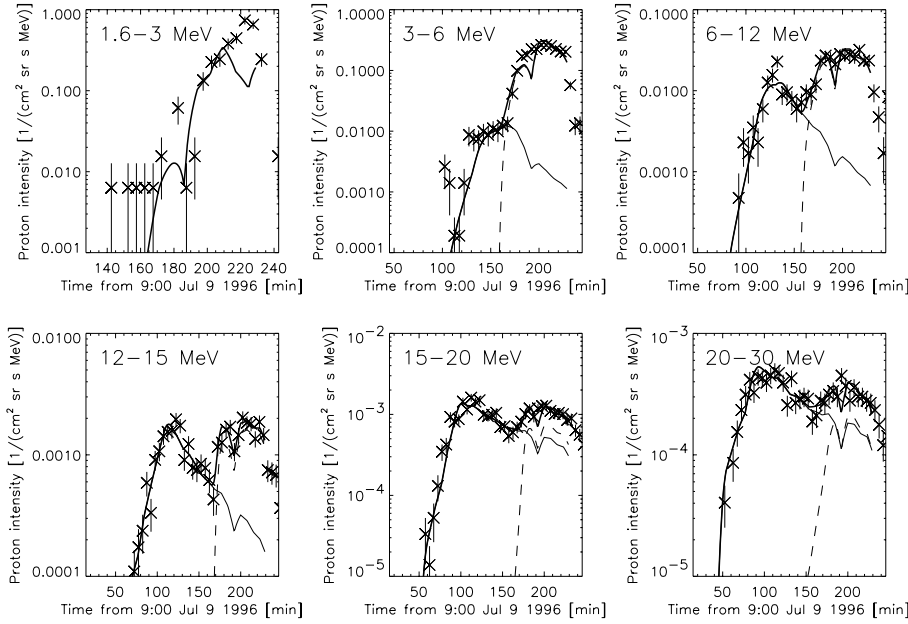 1.6−3 MeV
Proton intensity [1/(cm² sr s MeV)]
1.000
0.100
0.010
0.001
140 160 180 200 220 240
Time from 9:00 Jul 9 1996 [min]
3−6 MeV
Proton intensity [1/(cm² sr s MeV)]
1.0000
0.1000
0.0100
0.0010
0.0001
50 100 150 200
Time from 9:00 Jul 9 1996 [min]
6−12 MeV
Proton intensity [1/(cm² sr s MeV)]
0.1000
0.0100
0.0010
0.0001
50 100 150 200
Time from 9:00 Jul 9 1996 [min]
12−15 MeV
Proton intensity [1/(cm² sr s MeV)]
0.0100
0.0010
0.0001
50 100 150 200
Time from 9:00 Jul 9 1996 [min]
15−20 MeV
Proton intensity [1/(cm² sr s MeV)]
10⁻²
10⁻³
10⁻⁴
10⁻⁵
50 100 150 200
Time from 9:00 Jul 9 1996 [min]
20−30 MeV
Proton intensity [1/(cm² sr s MeV)]
10⁻³
10⁻⁴
10⁻⁵
50 100 150 200
Time from 9:00 Jul 9 1996 [min]